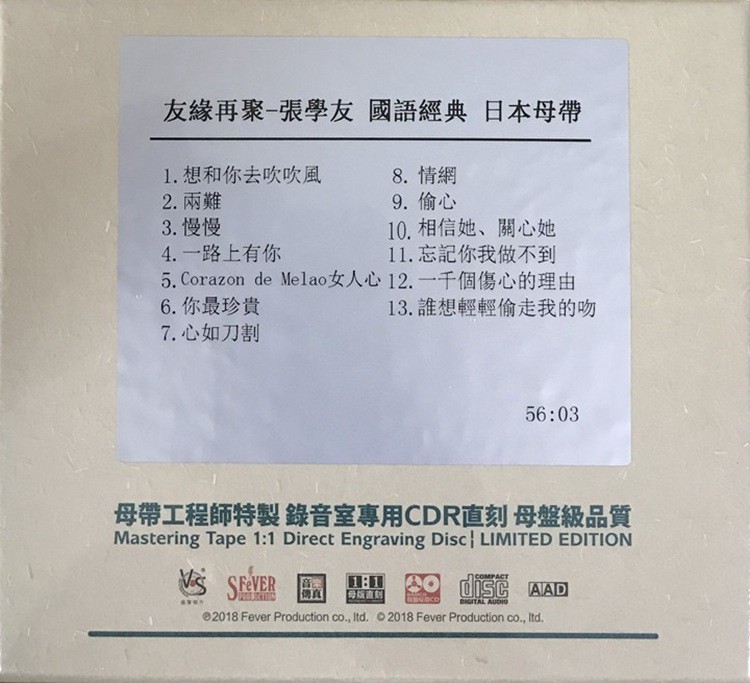 友緣再聚-張學友 國語經典 日本母帶
1.想和你去吹吹風
2.兩難
3.慢慢
4.一路上有你
5.Corazon de Melao女人心
6.你最珍貴
7.心如刀割
8. 情網
9. 偷心
10.相信她、關心她
11.忘記你我做不到
12.一千個傷心的理由
13.誰想輕輕偷走我的吻
56:03
母帶工程師特製 錄音室專用CDR直刻 母盤級品質
Mastering Tape 1:1 Direct Engraving Disc | LIMITED EDITION
SFeVER PRODUCTION
音樂傳真
1:1 母版直刻
COMPACT disc DIGITAL AUDIO
AAD
℗2018 Fever Production co., ltd. © 2018 Fever Production co., ltd.